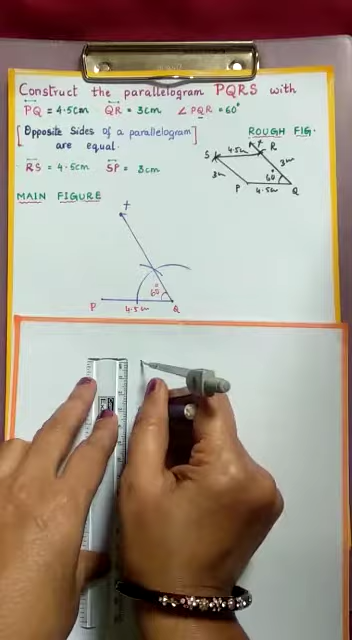 Construct the parallelogram PQRS with
PQ = 4.5cm QR = 3cm ∠ PQR = 60°
[ Opposite Sides of a parallelogram
are equal. ]
RS = 4.5cm SP = 3cm
ROUGH FIG.
t
S 4.5cm R
3cm 60° 3cm
P 4.5cm Q
MAIN FIGURE
t
60°
P 4.5cm Q